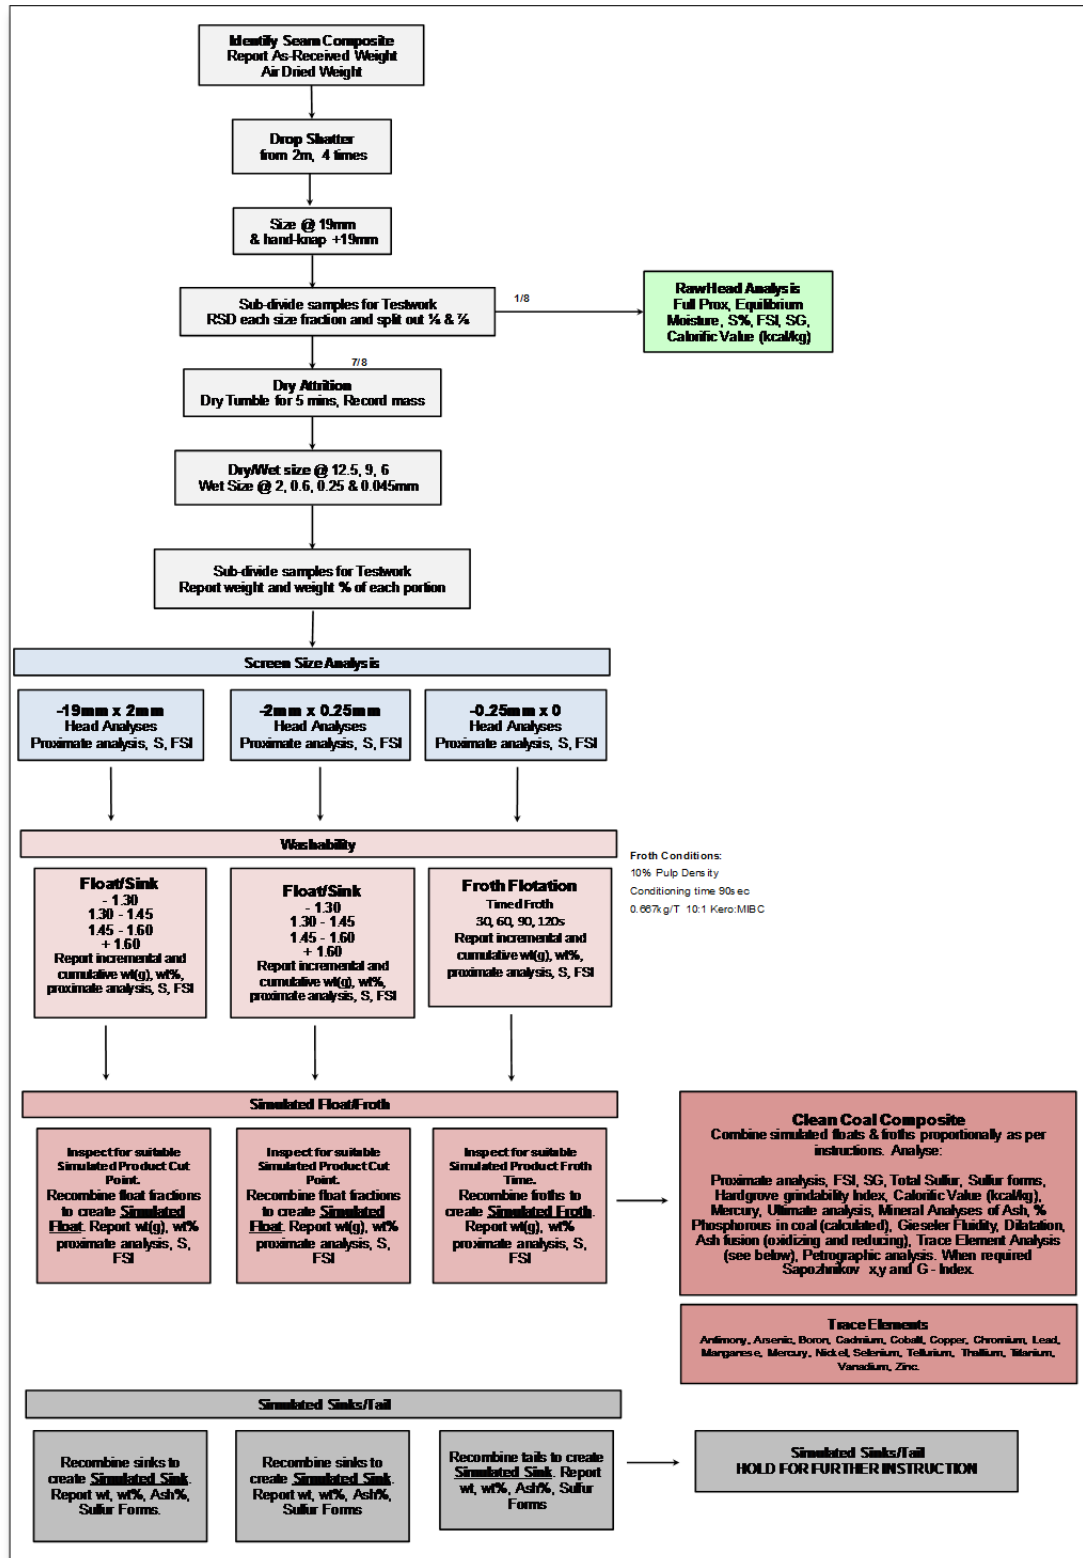 Identify Seam Composite
Report As-Received Weight
Air Dried Weight
Drop Shatter
from 2m, 4 times
Size @ 19mm
& hand-knap +19mm
Sub-divide samples for Testwork
RSD each size fraction and split out ⅛ & ⅞
1/8
Raw Head Analysis
Full Prox, Equilibrium
Moisture, S%, FSI, SG,
Calorific Value (kcal/kg)
7/8
Dry Attrition
Dry Tumble for 5 mins, Record mass
Dry/Wet size @ 12.5, 9, 6
Wet Size @ 2, 0.6, 0.25 & 0.045mm
Sub-divide samples for Testwork
Report weight and weight % of each portion
Screen Size Analysis
-19mm x 2mm
Head Analyses
Proximate analysis, S, FSI
-2mm x 0.25mm
Head Analyses
Proximate analysis, S, FSI
-0.25mm x 0
Head Analyses
Proximate analysis, S, FSI
Washability
Float/Sink
- 1.30
1.30 - 1.45
1.45 - 1.60
+ 1.60
Report incremental and
cumulative wt(g), wt%,
proximate analysis, S, FSI
Float/Sink
- 1.30
1.30 - 1.45
1.45 - 1.60
+ 1.60
Report incremental and
cumulative wt(g), wt%,
proximate analysis, S, FSI
Froth Flotation
Timed Froth
30, 60, 90, 120s
Report incremental and
cumulative wt(g), wt%,
proximate analysis, S, FSI
Froth Conditions:
10% Pulp Density
Conditioning time 90sec
0.667kg/T 10:1 Kero:MIBC
Simulated Float/Froth
Inspect for suitable
Simulated Product Cut
Point.
Recombine float fractions
to create Simulated
Float. Report wt(g), wt%
proximate analysis, S,
FSI
Inspect for suitable
Simulated Product Cut
Point.
Recombine float fractions
to create Simulated
Float. Report wt(g), wt%
proximate analysis, S,
FSI
Inspect for suitable
Simulated Product Froth
Time.
Recombine froths to
create Simulated Froth.
Report wt(g), wt%
proximate analysis, S,
FSI
Clean Coal Composite
Combine simulated floats & froths proportionally as per
instructions. Analyse:
Proximate analysis, FSI, SG, Total Sulfur, Sulfur forms,
Hardgrove grindability Index, Calorific Value (kcal/kg),
Mercury, Ultimate analysis, Mineral Analyses of Ash, %
Phosphorous in coal (calculated), Gieseler Fluidity, Dilatation,
Ash fusion (oxidizing and reducing), Trace Element Analysis
(see below), Petrographic analysis. When required
Sapozhnikov x,y and G - Index.
Trace Elements
Antimony, Arsenic, Boron, Cadmium, Cobalt, Copper, Chromium, Lead,
Manganese, Mercury, Nickel, Selenium, Tellurium, Thallium, Titanium,
Vanadium, Zinc.
Simulated Sinks/Tail
Recombine sinks to
create Simulated Sink.
Report wt, wt%, Ash%,
Sulfur Forms.
Recombine sinks to
create Simulated Sink.
Report wt, wt%, Ash%,
Sulfur Forms
Recombine tails to create
Simulated Sink. Report
wt, wt%, Ash%, Sulfur
Forms
Simulated Sinks/Tail
HOLD FOR FURTHER INSTRUCTION